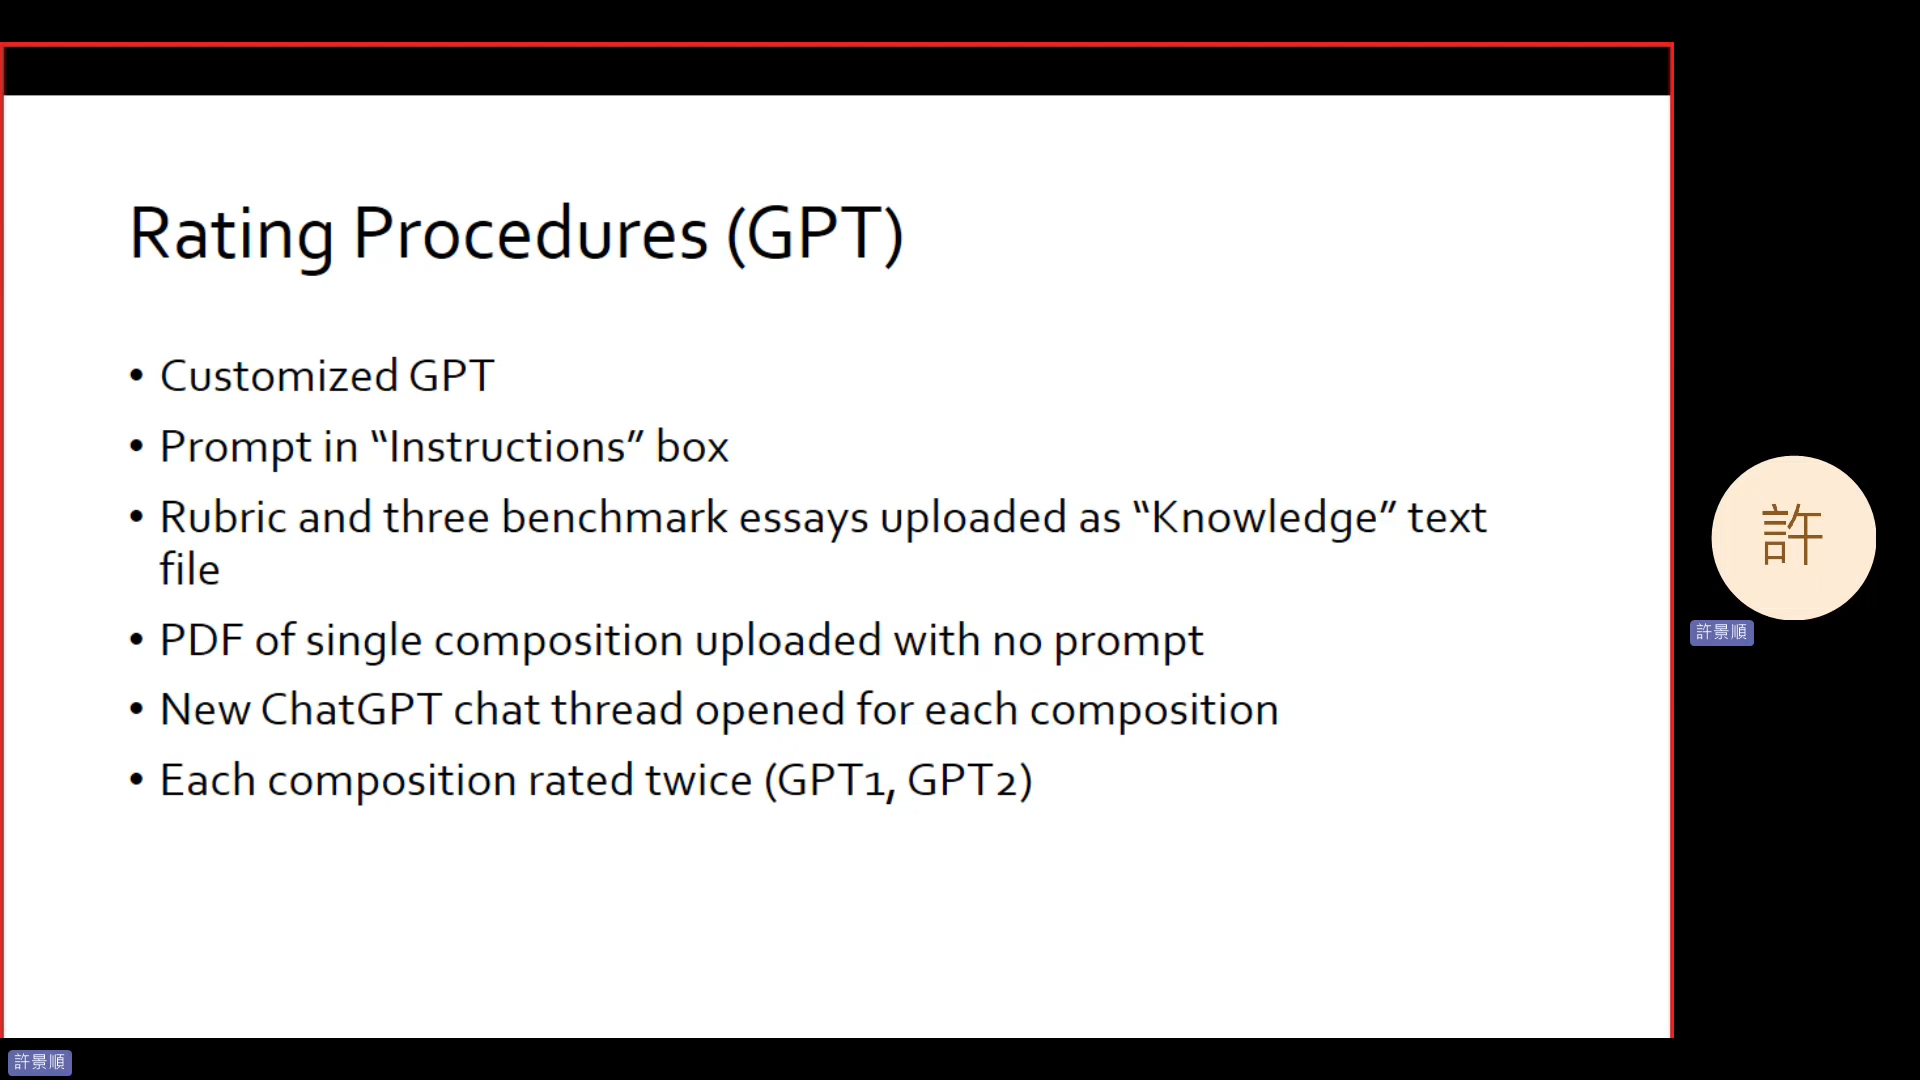 Rating Procedures (GPT)
• Customized GPT
• Prompt in “Instructions” box
• Rubric and three benchmark essays uploaded as “Knowledge” text
file
• PDF of single composition uploaded with no prompt
• New ChatGPT chat thread opened for each composition
• Each composition rated twice (GPT1, GPT2)
許
許景順
許景順